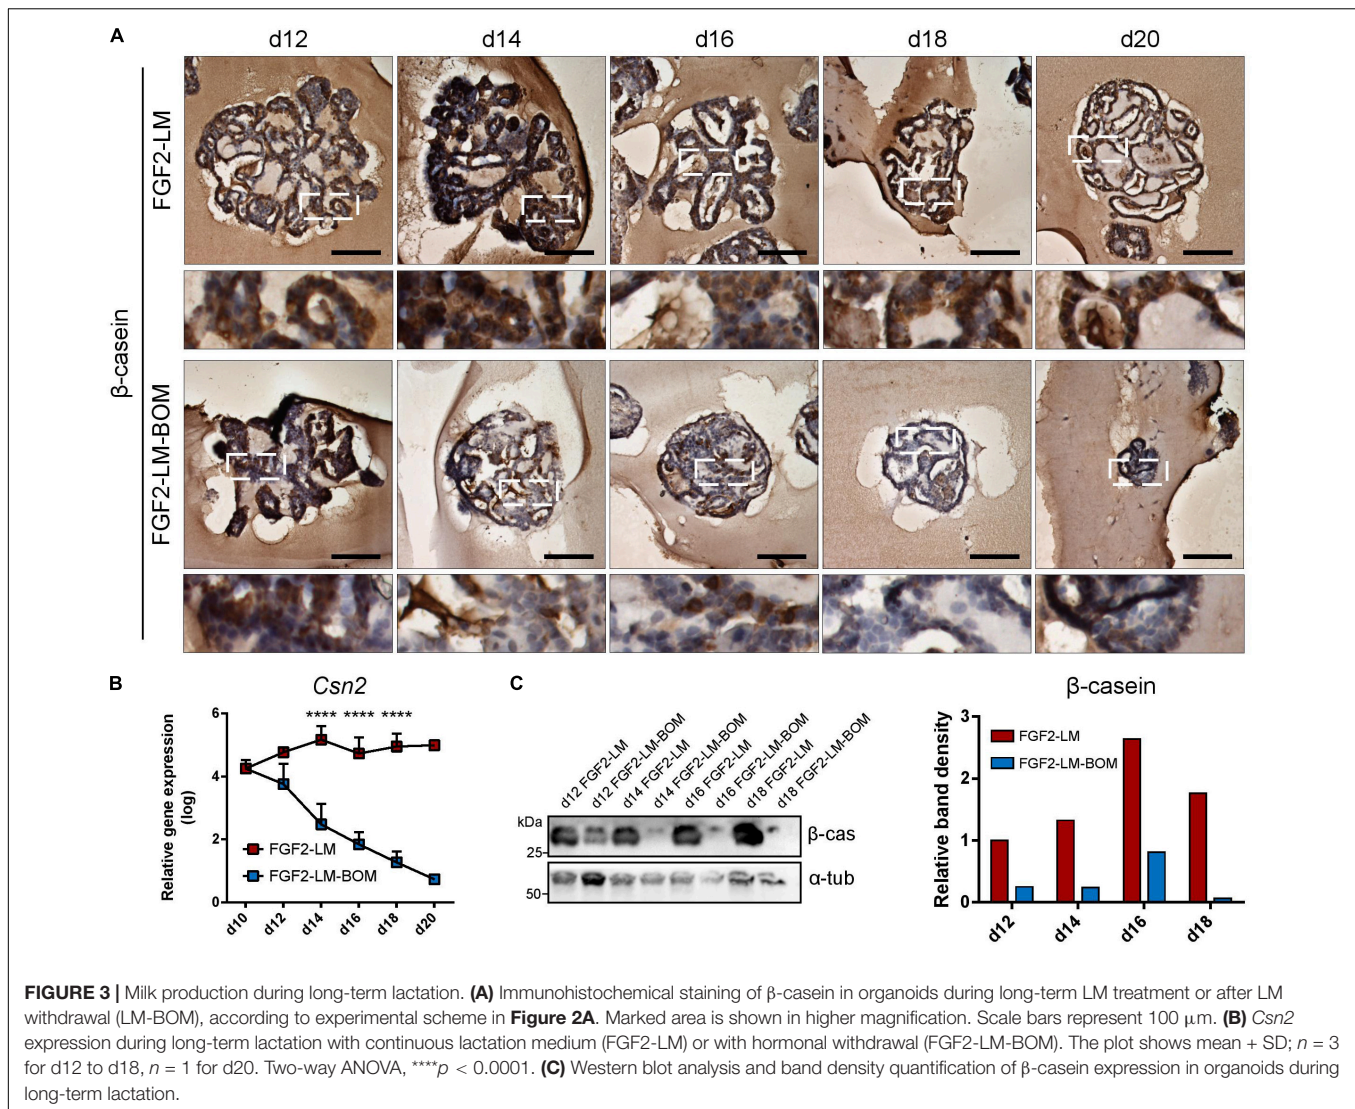 A
d12 d14 d16 d18 d20
β-casein
FGF2-LM
FGF2-LM-BOM
B
Csn2
Relative gene expression
(log)
6
4
2
0
**** **** ****
FGF2-LM
FGF2-LM-BOM
d10 d12 d14 d16 d18 d20
C
d12 FGF2-LM
d12 FGF2-LM-BOM
d14 FGF2-LM
d14 FGF2-LM-BOM
d16 FGF2-LM
d16 FGF2-LM-BOM
d18 FGF2-LM
d18 FGF2-LM-BOM
kDa
25
β-cas
50
α-tub
β-casein
Relative band density
3
2
1
0
FGF2-LM
FGF2-LM-BOM
d12 d14 d16 d18
FIGURE 3 | Milk production during long-term lactation. (A) Immunohistochemical staining of β-casein in organoids during long-term LM treatment or after LM
withdrawal (LM-BOM), according to experimental scheme in Figure 2A. Marked area is shown in higher magnification. Scale bars represent 100 μm. (B) Csn2
expression during long-term lactation with continuous lactation medium (FGF2-LM) or with hormonal withdrawal (FGF2-LM-BOM). The plot shows mean + SD; n = 3
for d12 to d18, n = 1 for d20. Two-way ANOVA, ****p < 0.0001. (C) Western blot analysis and band density quantification of β-casein expression in organoids during
long-term lactation.